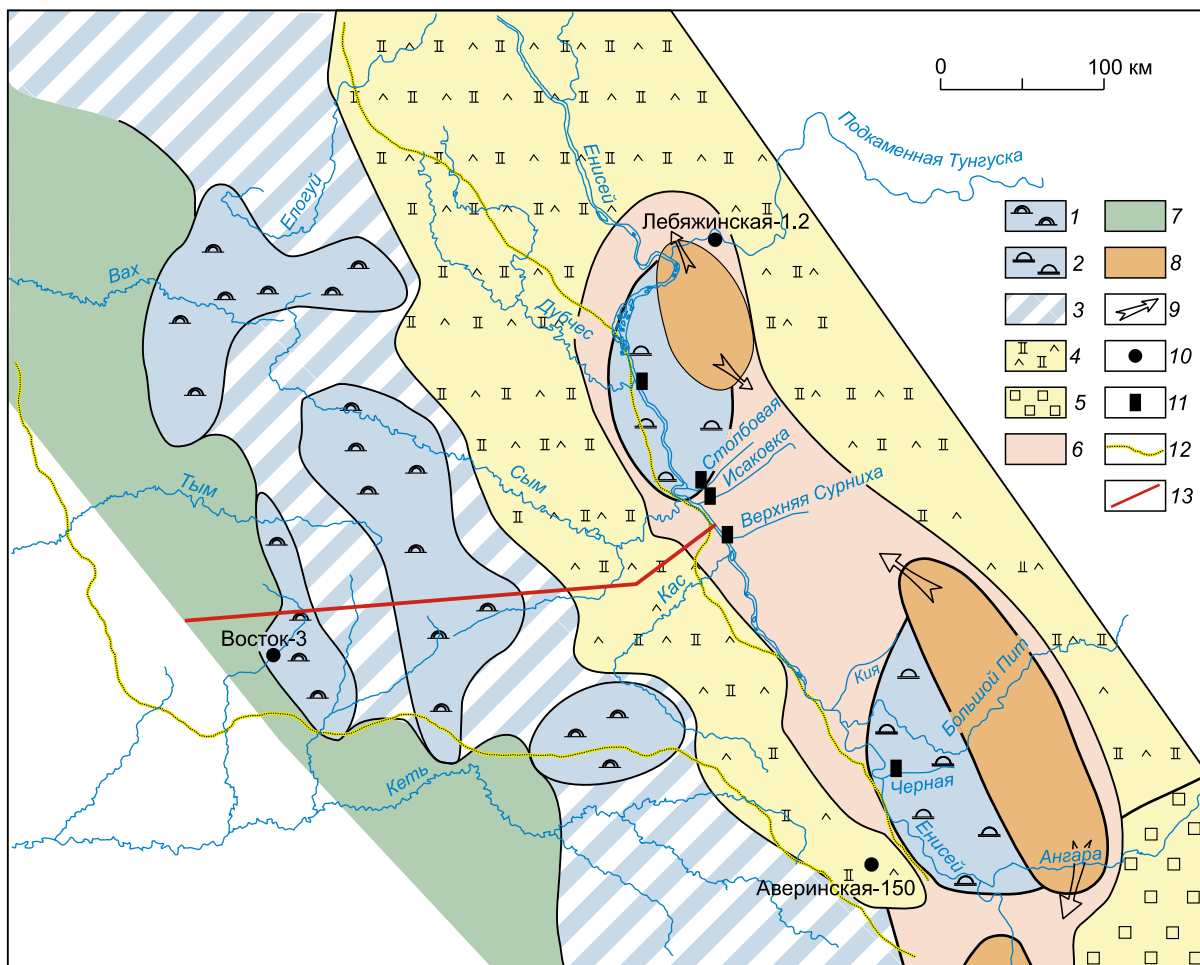 0 100 км
Подкаменная Тунгуска
Енисей
Елогуй
Лебяжинская-1.2
Вах
Дубчес
Столбовая
Исаковка
Верхняя Сурниха
Сым
Тым
Кас
Восток-3
Кия
Большой Пит
Кеть
Черная
Енисей
Ангара
Аверинская-150
1 7
2 8
3 9
4 10
5 11
6 12
13